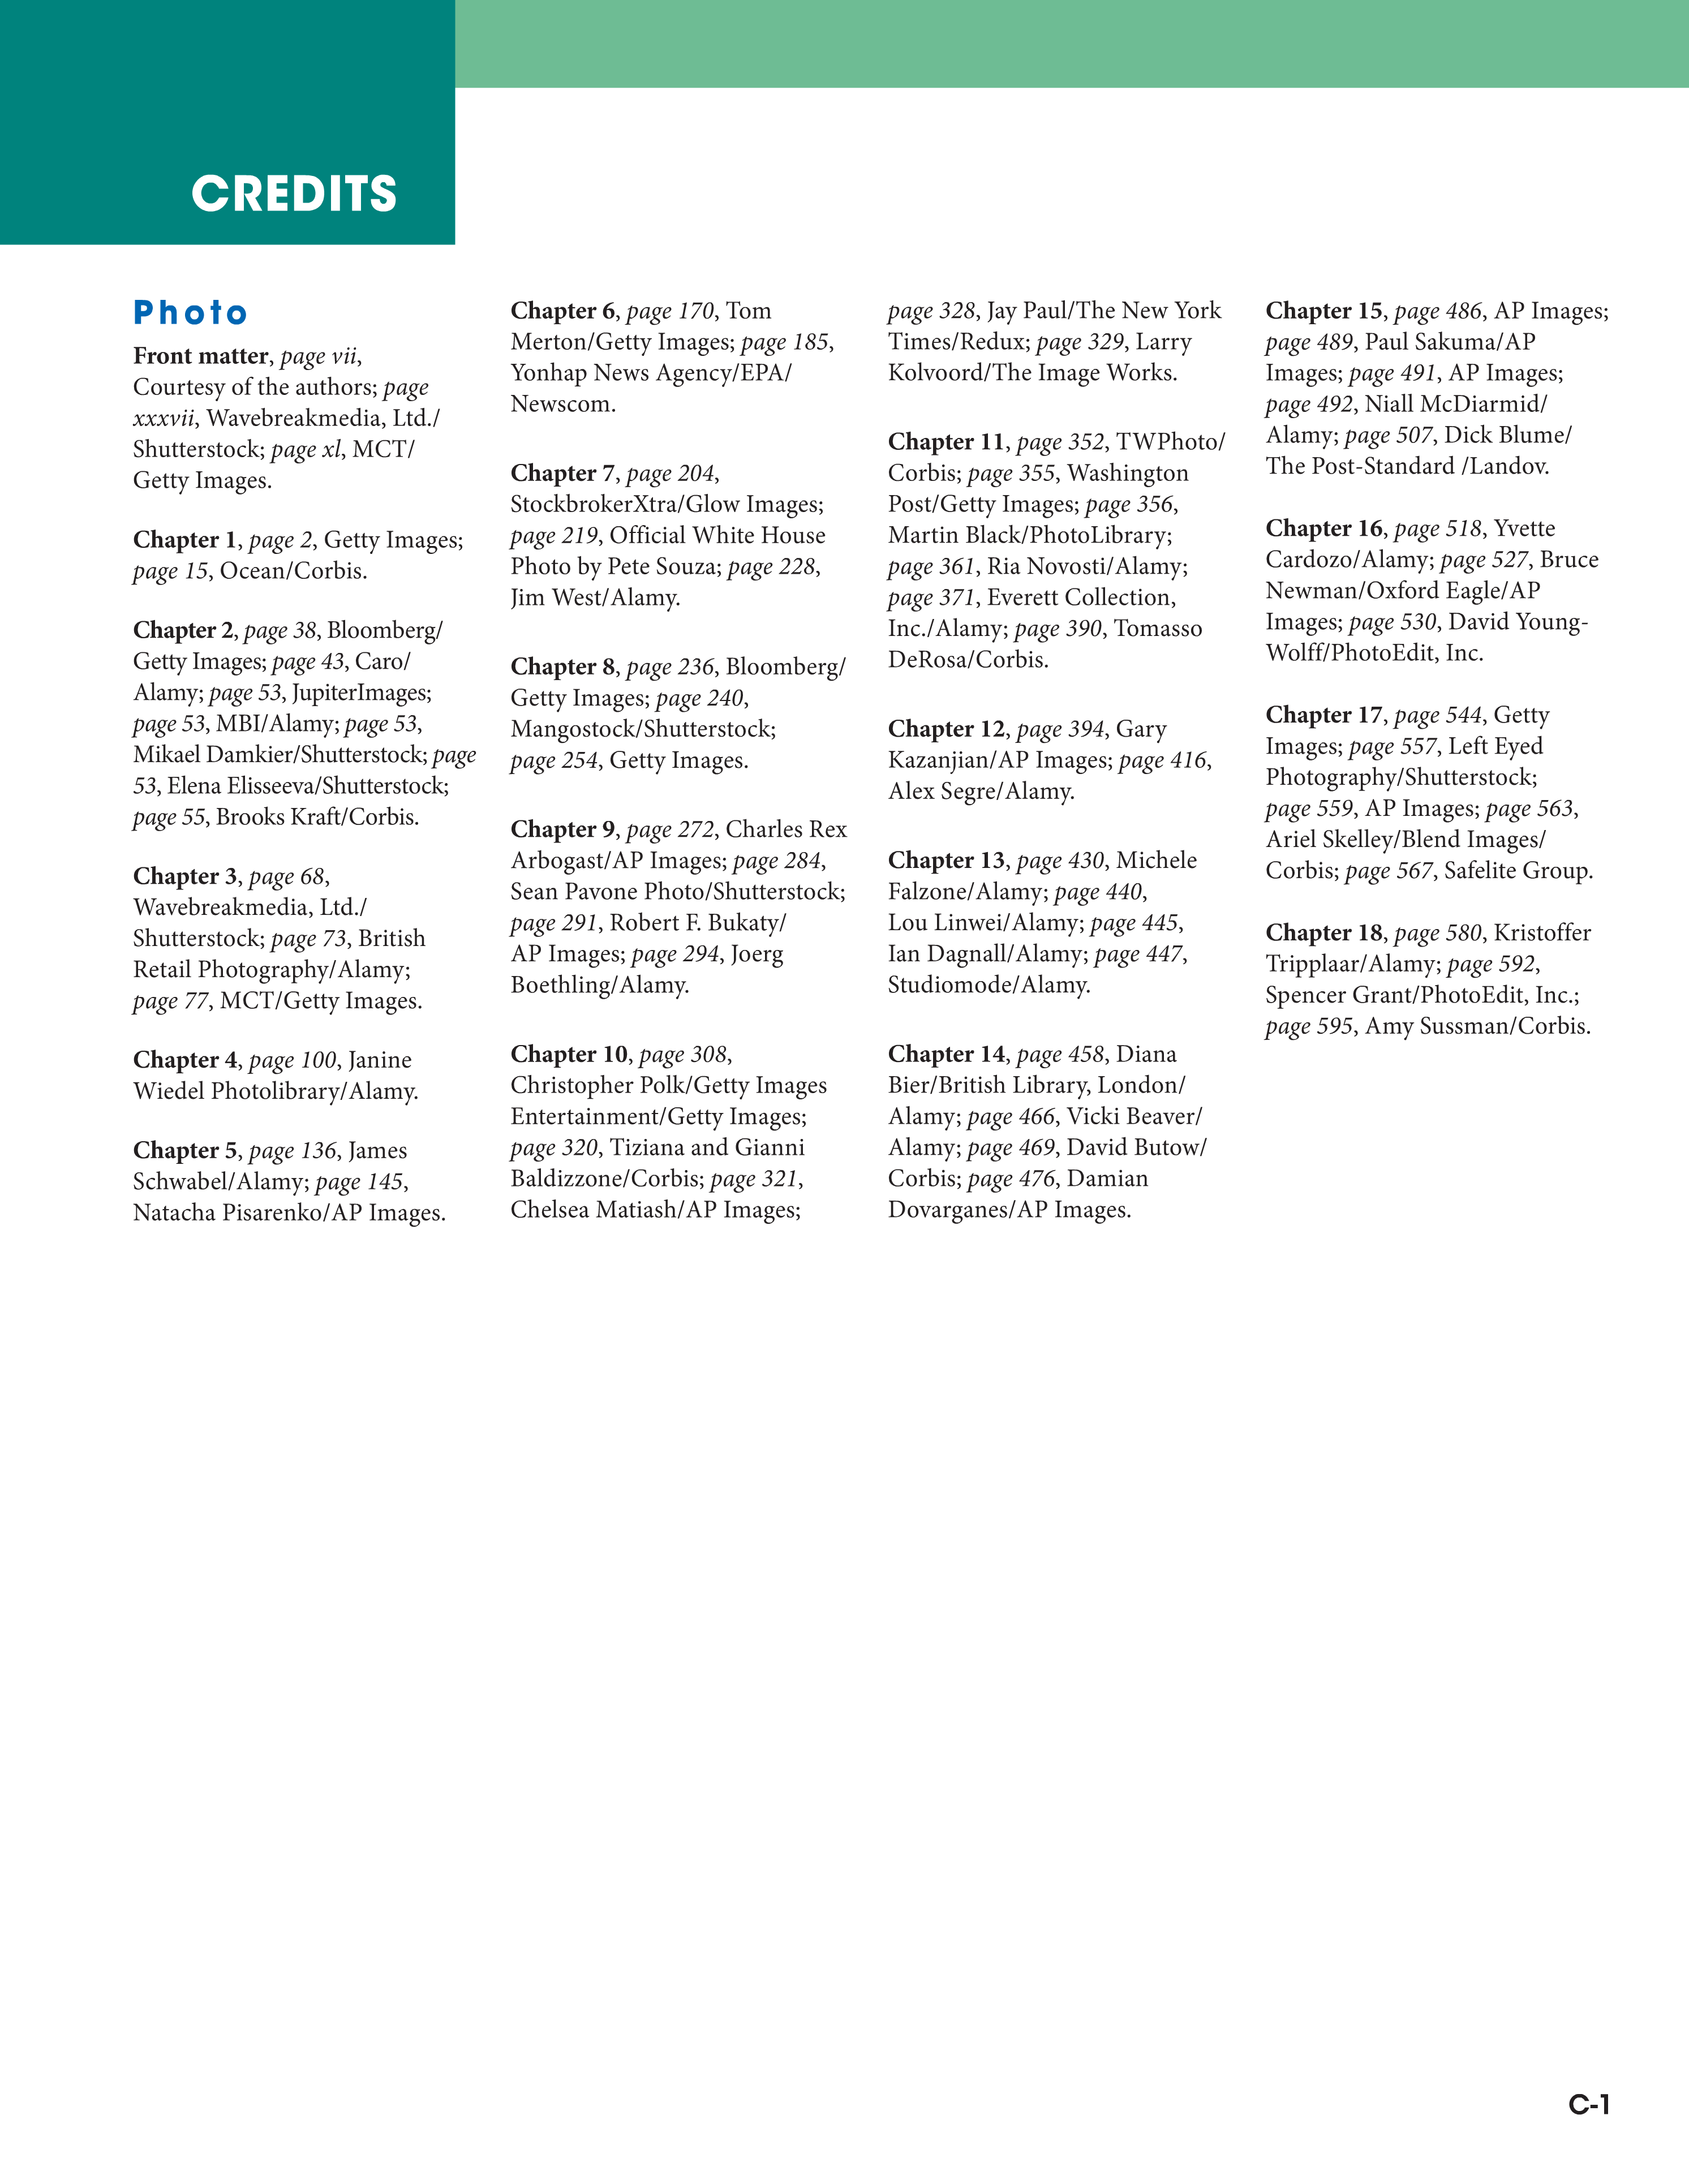 CREDITS
Photo
Front matter, page vii,
Courtesy of the authors; page
xxxvii, Wavebreakmedia, Ltd./
Shutterstock; page xl, MCT/
Getty Images.
Chapter 1, page 2, Getty Images;
page 15, Ocean/Corbis.
Chapter 2, page 38, Bloomberg/
Getty Images; page 43, Caro/
Alamy; page 53, JupiterImages;
page 53, MBI/Alamy; page 53,
Mikael Damkier/Shutterstock; page
53, Elena Elisseeva/Shutterstock;
page 55, Brooks Kraft/Corbis.
Chapter 3, page 68,
Wavebreakmedia, Ltd./
Shutterstock; page 73, British
Retail Photography/Alamy;
page 77, MCT/Getty Images.
Chapter 4, page 100, Janine
Wiedel Photolibrary/Alamy.
Chapter 5, page 136, James
Schwabel/Alamy; page 145,
Natacha Pisarenko/AP Images.
Chapter 6, page 170, Tom
Merton/Getty Images; page 185,
Yonhap News Agency/EPA/
Newscom.
Chapter 7, page 204,
StockbrokerXtra/Glow Images;
page 219, Official White House
Photo by Pete Souza; page 228,
Jim West/Alamy.
Chapter 8, page 236, Bloomberg/
Getty Images; page 240,
Mangostock/Shutterstock;
page 254, Getty Images.
Chapter 9, page 272, Charles Rex
Arbogast/AP Images; page 284,
Sean Pavone Photo/Shutterstock;
page 291, Robert F. Bukaty/
AP Images; page 294, Joerg
Boethling/Alamy.
Chapter 10, page 308,
Christopher Polk/Getty Images
Entertainment/Getty Images;
page 320, Tiziana and Gianni
Baldizzone/Corbis; page 321,
Chelsea Matiash/AP Images;
page 328, Jay Paul/The New York
Times/Redux; page 329, Larry
Kolvoord/The Image Works.
Chapter 11, page 352, TWPhoto/
Corbis; page 355, Washington
Post/Getty Images; page 356,
Martin Black/PhotoLibrary;
page 361, Ria Novosti/Alamy;
page 371, Everett Collection,
Inc./Alamy; page 390, Tomasso
DeRosa/Corbis.
Chapter 12, page 394, Gary
Kazanjian/AP Images; page 416,
Alex Segre/Alamy.
Chapter 13, page 430, Michele
Falzone/Alamy; page 440,
Lou Linwei/Alamy; page 445,
Ian Dagnall/Alamy; page 447,
Studiomode/Alamy.
Chapter 14, page 458, Diana
Bier/British Library, London/
Alamy; page 466, Vicki Beaver/
Alamy; page 469, David Butow/
Corbis; page 476, Damian
Dovarganes/AP Images.
Chapter 15, page 486, AP Images;
page 489, Paul Sakuma/AP
Images; page 491, AP Images;
page 492, Niall McDiarmid/
Alamy; page 507, Dick Blume/
The Post-Standard /Landov.
Chapter 16, page 518, Yvette
Cardozo/Alamy; page 527, Bruce
Newman/Oxford Eagle/AP
Images; page 530, David Young-
Wolff/PhotoEdit, Inc.
Chapter 17, page 544, Getty
Images; page 557, Left Eyed
Photography/Shutterstock;
page 559, AP Images; page 563,
Ariel Skelley/Blend Images/
Corbis; page 567, Safelite Group.
Chapter 18, page 580, Kristoffer
Tripplaar/Alamy; page 592,
Spencer Grant/PhotoEdit, Inc.;
page 595, Amy Sussman/Corbis.
C-1